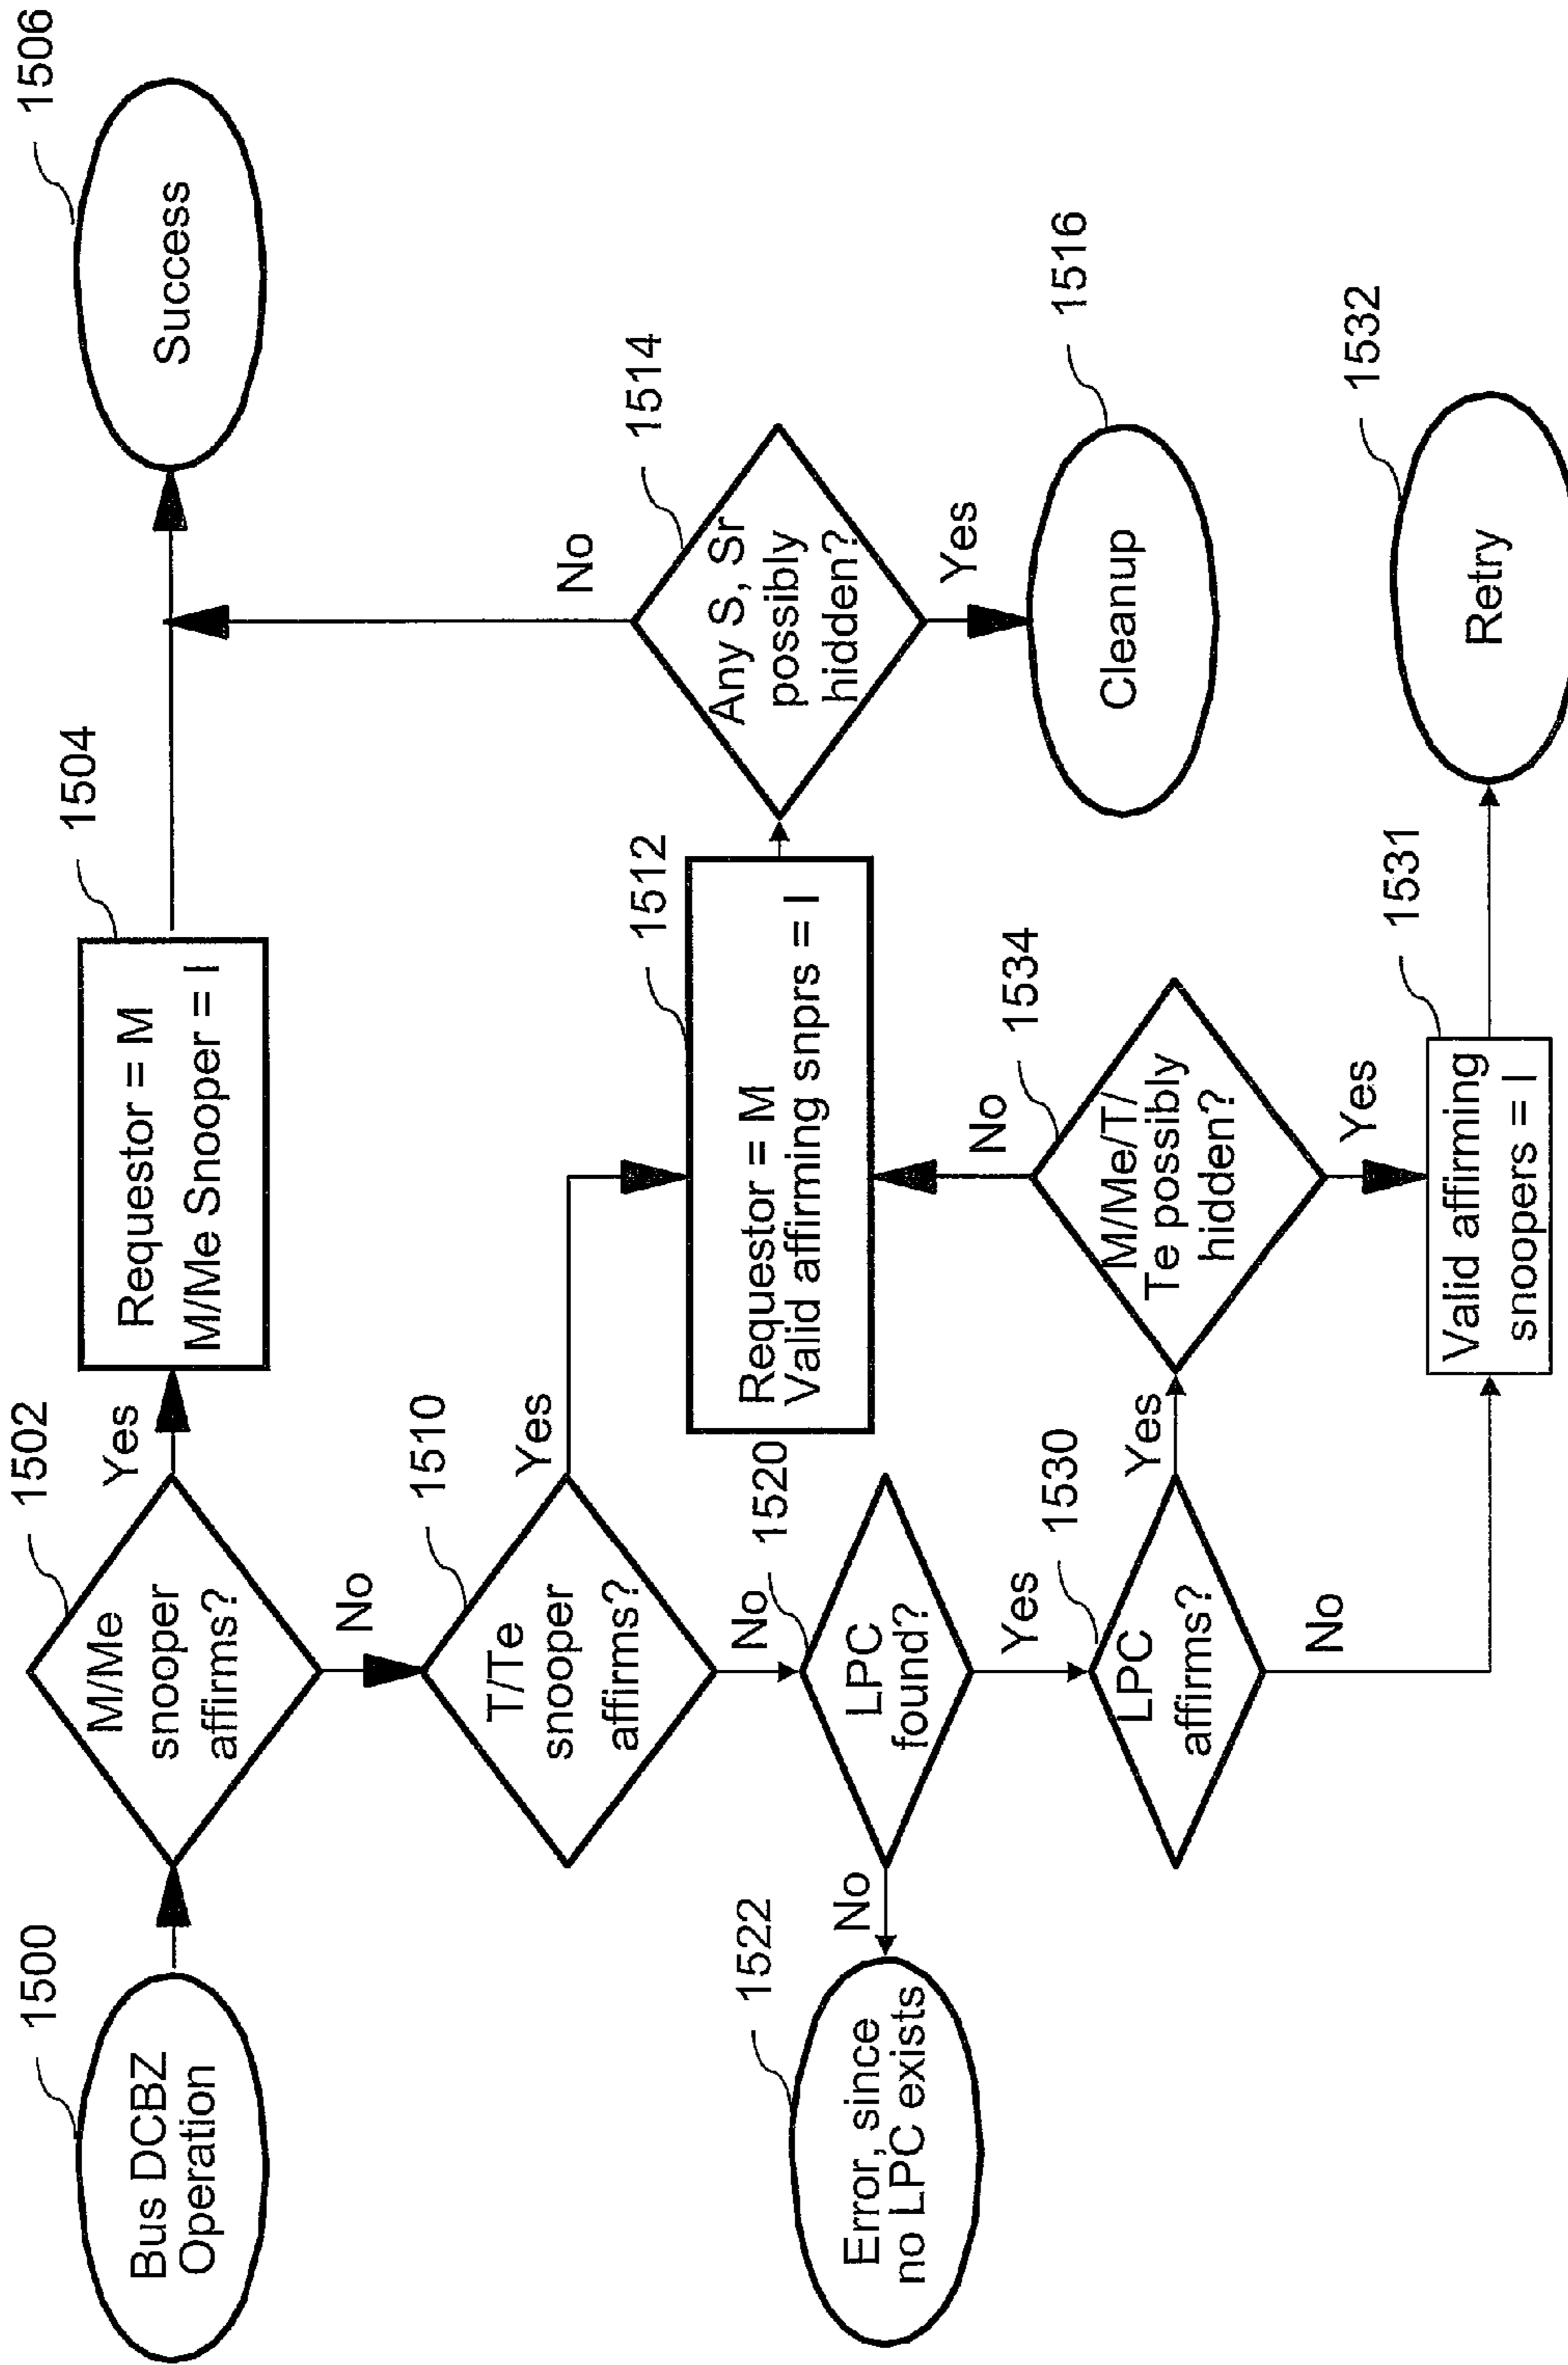 1500
Bus DCBZ
Operation
1502
M/Me
snooper
affirms?
Yes
No
1504
Requestor = M
M/Me Snooper = I
1506
Success
1510
T/Te
snooper
affirms?
Yes
No
1512
Requestor = M
Valid affirming snprs = I
1514
Any S, Sr
possibly
hidden?
No
Yes
1516
Cleanup
1520
LPC
found?
No
Yes
1522
Error, since
no LPC exists
1530
LPC
affirms?
Yes
No
1534
M/Me/T/
Te possibly
hidden?
No
Yes
1531
Valid affirming
snoopers = I
1532
Retry